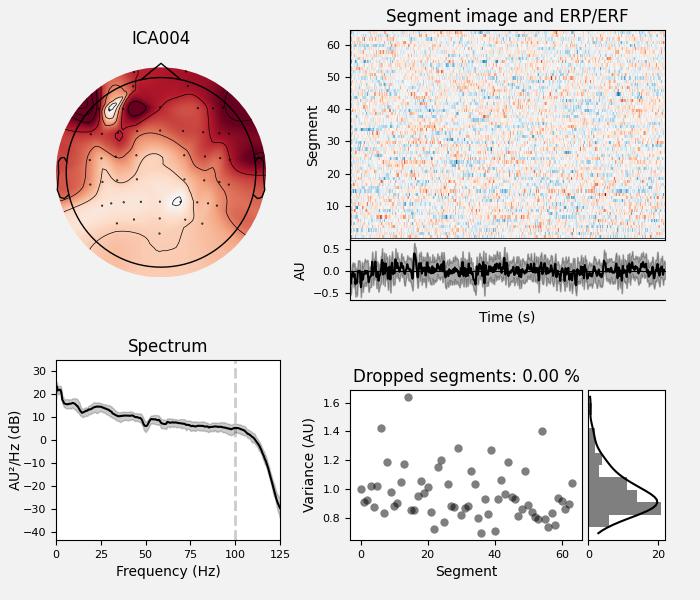 ICA004
Segment image and ERP/ERF
60
50
40
30
20
10
Segment
0.5
0.0
−0.5
AU
Time (s)
Spectrum
30
20
10
0
−10
−20
−30
−40
AU²/Hz (dB)
0 25 50 75 100 125
Frequency (Hz)
Dropped segments: 0.00 %
1.6
1.4
1.2
1.0
0.8
Variance (AU)
0 20 40 60
Segment
0 20